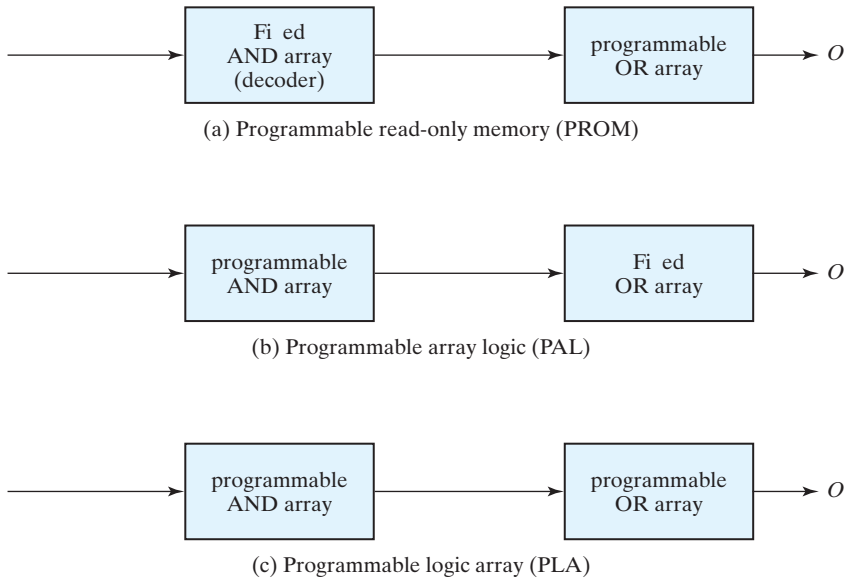 Fi ed
AND array
(decoder)
programmable
OR array
O
(a) Programmable read-only memory (PROM)
programmable
AND array
Fi ed
OR array
O
(b) Programmable array logic (PAL)
programmable
AND array
programmable
OR array
O
(c) Programmable logic array (PLA)